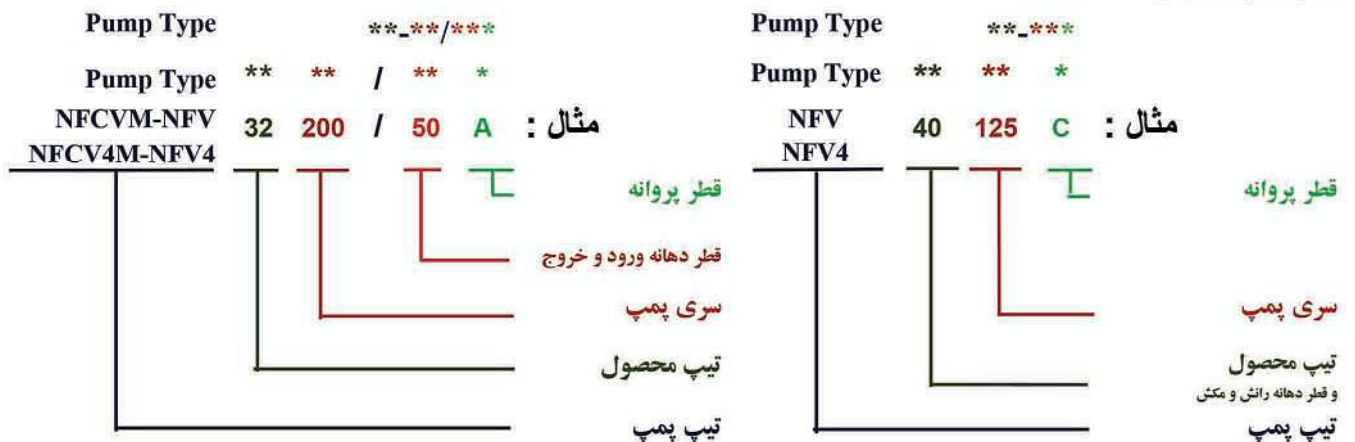 Pump Type **-**/***
Pump Type ** ** / ** *
NFCVM-NFV
NFCV4M-NFV4
32 200 / 50 A
مثال :
قطر پروانه
قطر دهانه ورود و خروج
سری پمپ
تیپ محصول
تیپ پمپ
Pump Type **-***
Pump Type ** ** *
NFV
NFV4
40 125 C
مثال :
قطر پروانه
سری پمپ
تیپ محصول
و قطر دهانه رانش و مکش
تیپ پمپ